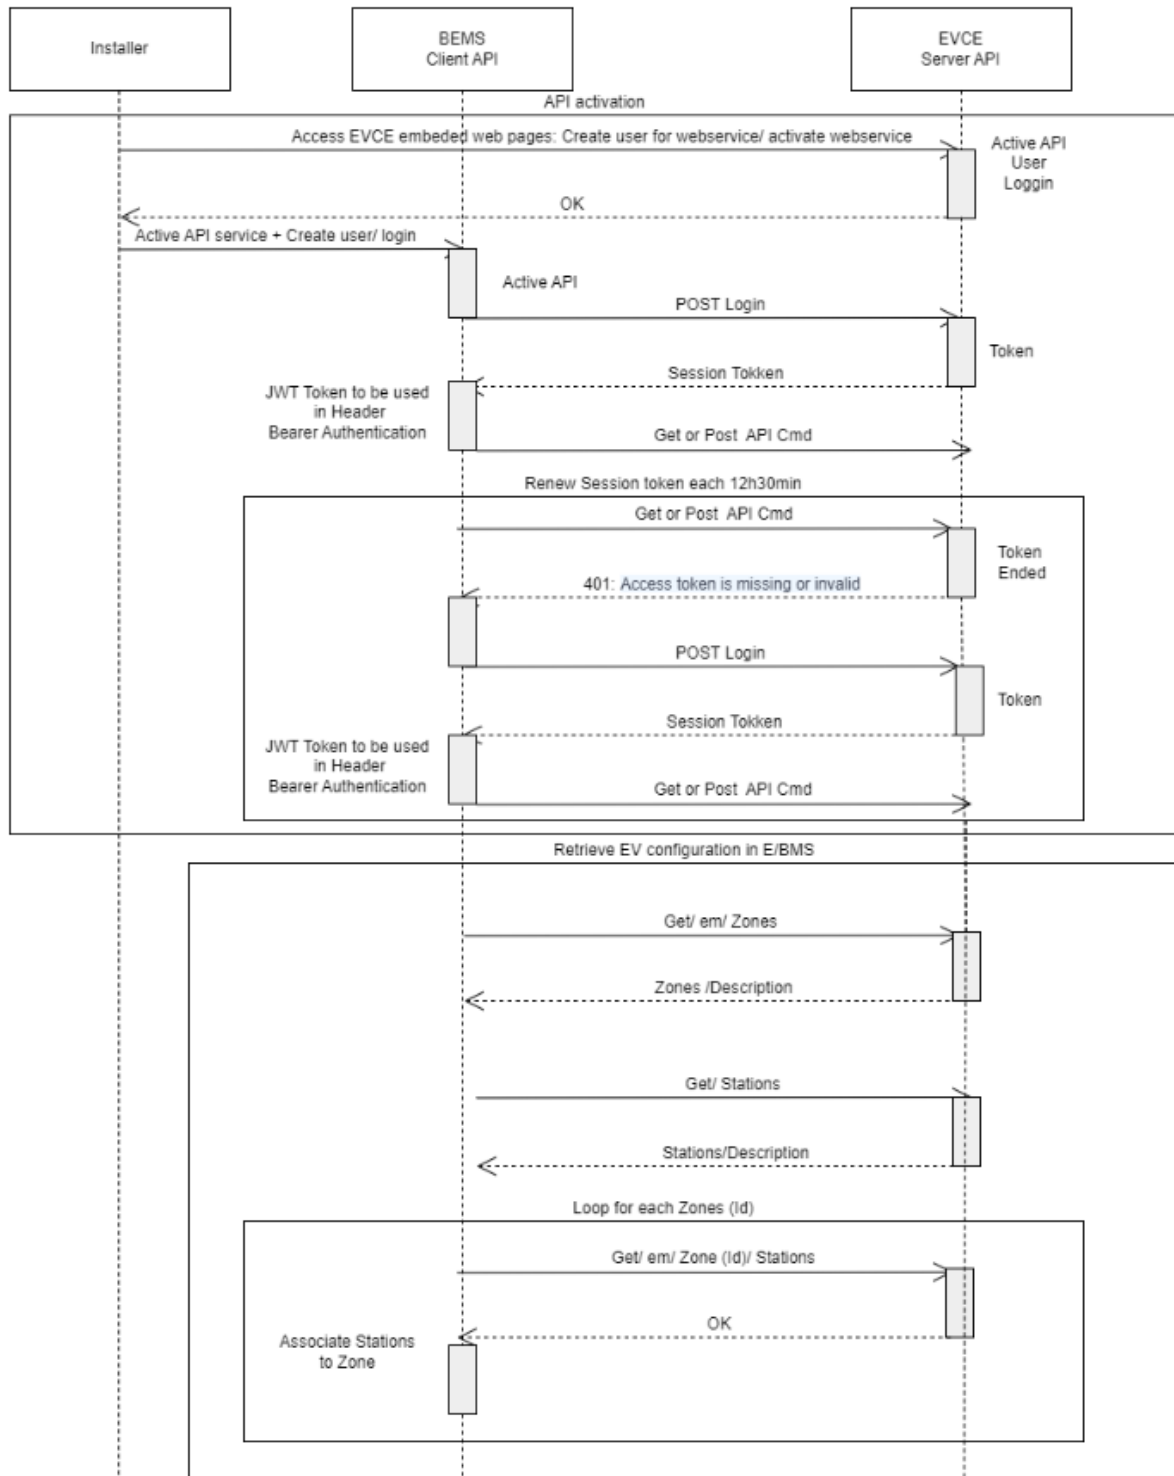 Installer
BEMS
Client API
EVCE
Server API
API activation
Access EVCE embeded web pages: Create user for webservice/ activate webservice
Active API
User
Loggin
OK
Active API service + Create user/ login
Active API
POST Login
Token
Session Tokken
JWT Token to be used
in Header
Bearer Authentication
Get or Post API Cmd
Renew Session token each 12h30min
Get or Post API Cmd
Token
Ended
401: Access token is missing or invalid
POST Login
Token
Session Tokken
JWT Token to be used
in Header
Bearer Authentication
Get or Post API Cmd
Retrieve EV configuration in E/BMS
Get/ em/ Zones
Zones /Description
Get/ Stations
Stations/Description
Loop for each Zones (Id)
Get/ em/ Zone (Id)/ Stations
OK
Associate Stations
to Zone